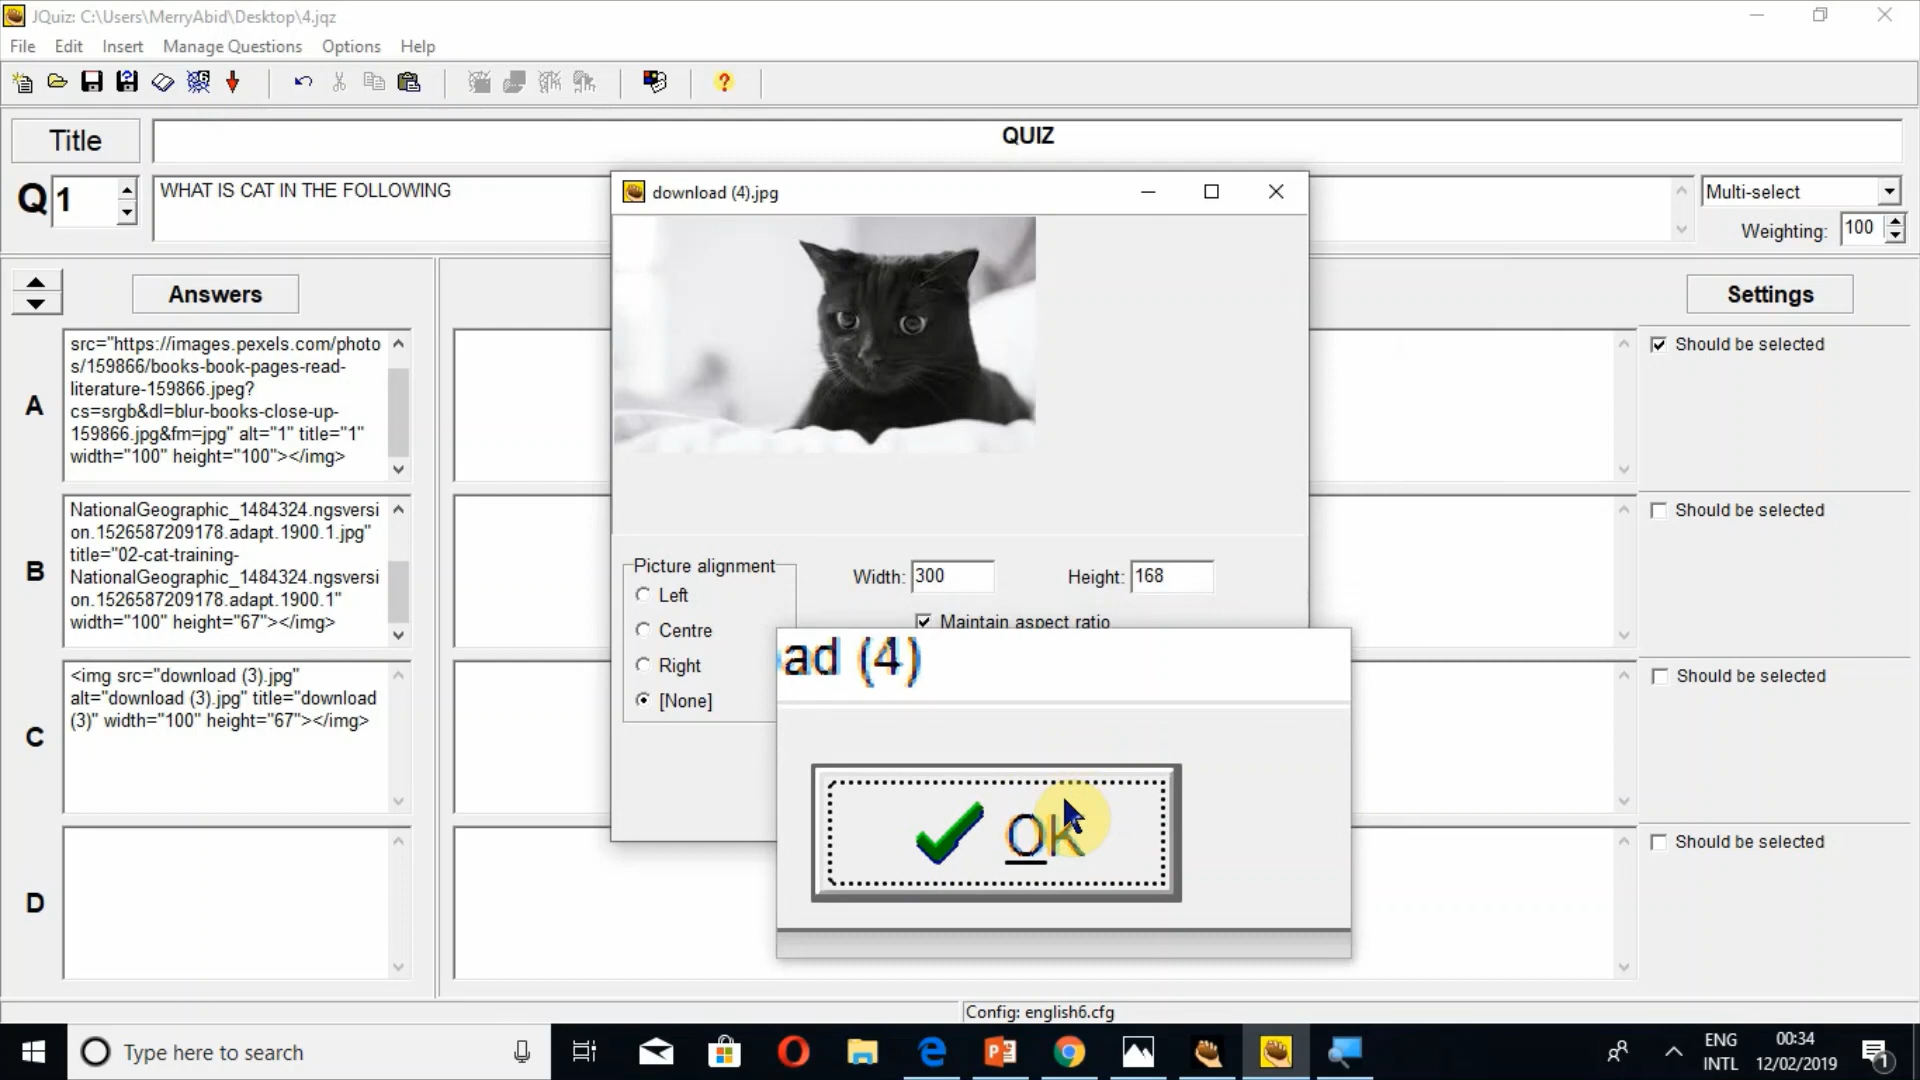 JQuiz: C:\Users\MerryAbid\Desktop\4.jqz
File Edit Insert Manage Questions Options Help
Title
QUIZ
Q 1
WHAT IS CAT IN THE FOLLOWING
Multi-select
Weighting: 100
Answers
Settings
A
src="https://images.pexels.com/photo
s/159866/books-book-pages-read-
literature-159866.jpeg?
cs=srgb&dl=blur-books-close-up-
159866.jpg&fm=jpg" alt="1" title="1"
width="100" height="100"></img>
Should be selected
B
NationalGeographic_1484324.ngsversi
on.1526587209178.adapt.1900.1.jpg"
title="02-cat-training-
NationalGeographic_1484324.ngsversi
on.1526587209178.adapt.1900.1"
width="100" height="67"></img>
Should be selected
C
<img src="download (3).jpg"
alt="download (3).jpg" title="download
(3)" width="100" height="67"></img>
Should be selected
D
Should be selected
download (4).jpg
Picture alignment
Left
Centre
Right
[None]
Width: 300
Height: 168
Maintain aspect ratio
ad (4)
OK
Config: english6.cfg
Type here to search
ENG
INTL
00:34
12/02/2019
1